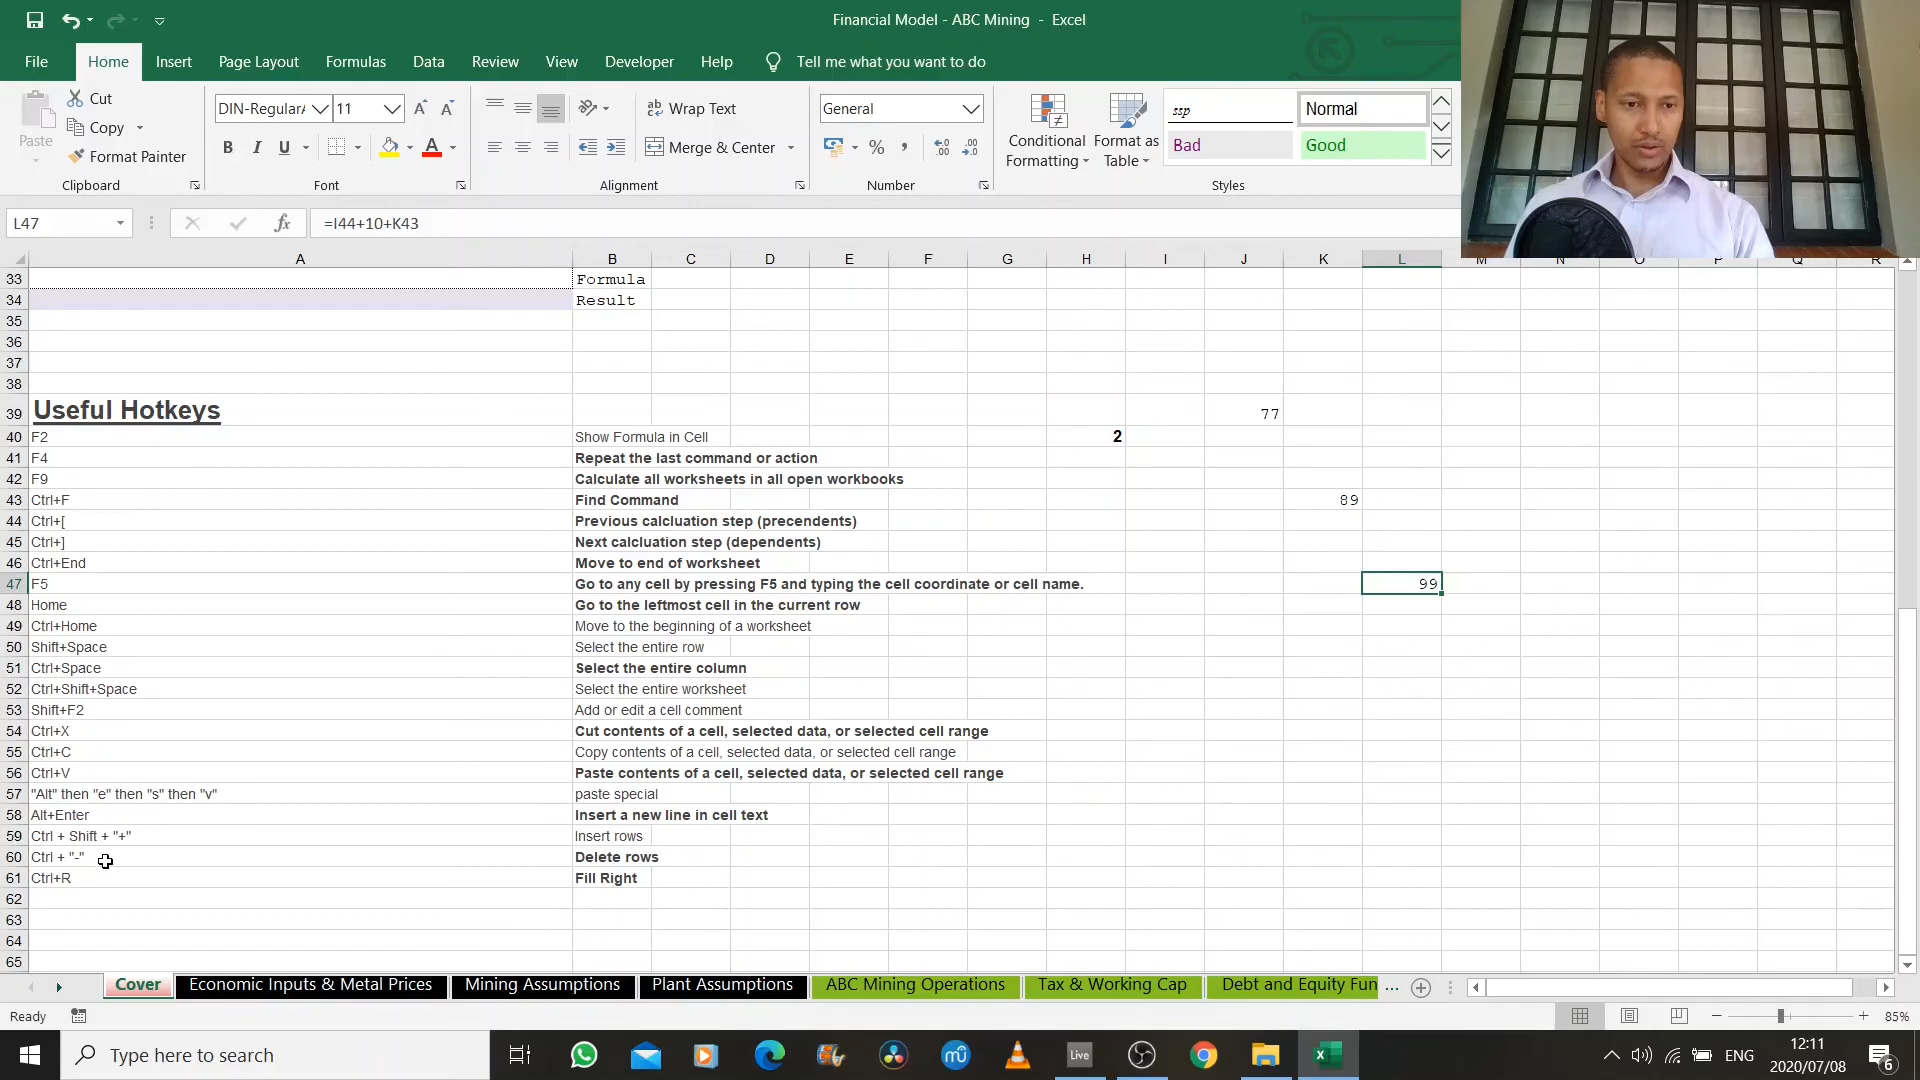 Financial Model - ABC Mining - Excel
File Home Insert Page Layout Formulas Data Review View Developer Help Tell me what you want to do
Paste
Cut
Copy
Format Painter
Clipboard
DIN-Regular 11
B I U
Font
Wrap Text
Merge & Center
Alignment
General
%
Number
Conditional Formatting
Format as Table
ssp Normal
Bad Good
Styles
L47 fx =I44+10+K43
A B C D E F G H I J K L M N O P Q R
33 Formula
34 Result
35
36
37
38
39 Useful Hotkeys 77
40 F2 Show Formula in Cell 2
41 F4 Repeat the last command or action
42 F9 Calculate all worksheets in all open workbooks
43 Ctrl+F Find Command 89
44 Ctrl+[ Previous calcluation step (precendents)
45 Ctrl+] Next calcluation step (dependents)
46 Ctrl+End Move to end of worksheet
47 F5 Go to any cell by pressing F5 and typing the cell coordinate or cell name. 99
48 Home Go to the leftmost cell in the current row
49 Ctrl+Home Move to the beginning of a worksheet
50 Shift+Space Select the entire row
51 Ctrl+Space Select the entire column
52 Ctrl+Shift+Space Select the entire worksheet
53 Shift+F2 Add or edit a cell comment
54 Ctrl+X Cut contents of a cell, selected data, or selected cell range
55 Ctrl+C Copy contents of a cell, selected data, or selected cell range
56 Ctrl+V Paste contents of a cell, selected data, or selected cell range
57 "Alt" then "e" then "s" then "v" paste special
58 Alt+Enter Insert a new line in cell text
59 Ctrl + Shift + "+" Insert rows
60 Ctrl + "-" Delete rows
61 Ctrl+R Fill Right
62
63
64
65
Cover Economic Inputs & Metal Prices Mining Assumptions Plant Assumptions ABC Mining Operations Tax & Working Cap Debt and Equity Fun ...
Ready 85%
Type here to search Live ENG 12:11
2020/07/08 6